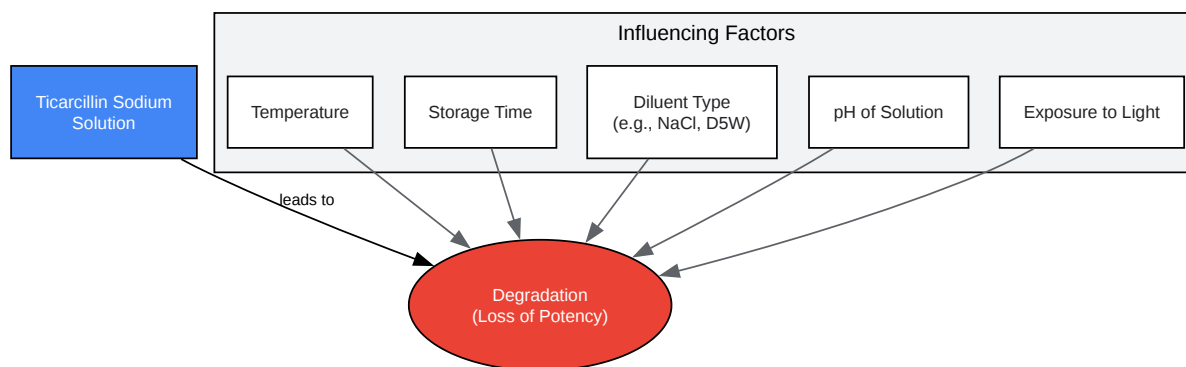 Influencing Factors
Ticarcillin Sodium
Solution
Temperature
Storage Time
Diluent Type
(e.g., NaCl, D5W)
pH of Solution
Exposure to Light
leads to
Degradation
(Loss of Potency)